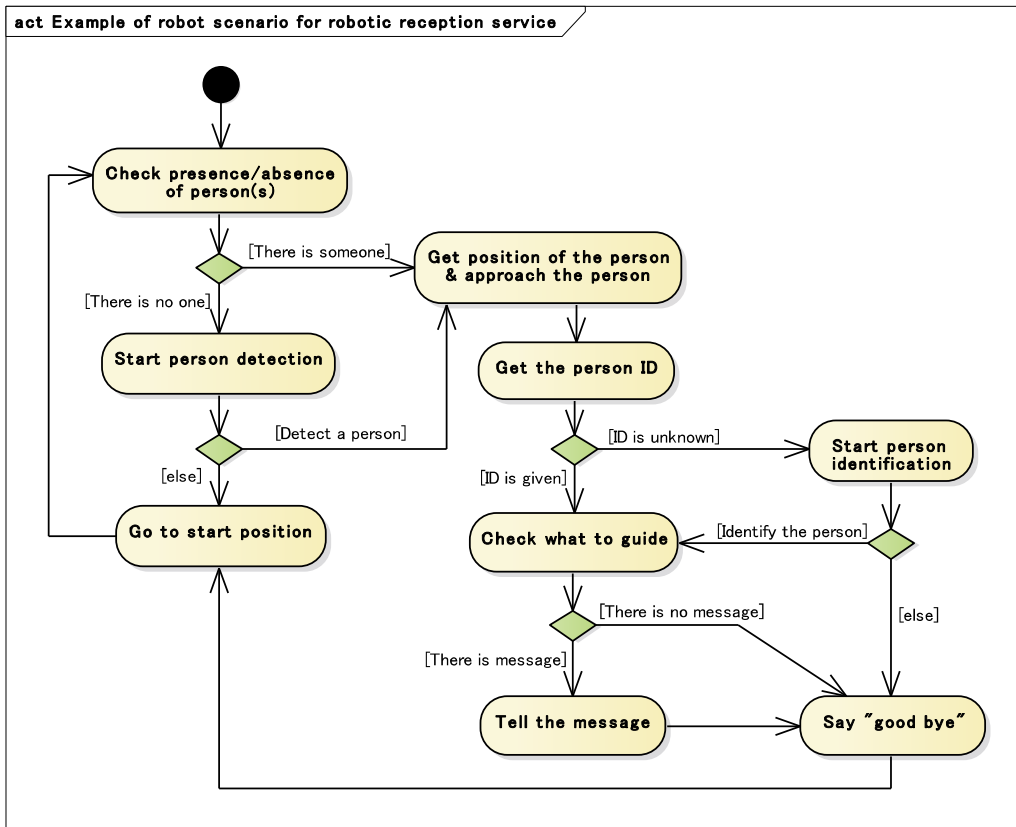 act Example of robot scenario for robotic reception service
Check presence/absence
of person(s)
[There is someone]
Get position of the person
& approach the person
[There is no one]
Start person detection
Get the person ID
[Detect a person]
[ID is unknown]
Start person
identification
[else]
[ID is given]
Go to start position
Check what to guide
[Identify the person]
[There is no message]
[else]
[There is message]
Tell the message
Say "good bye"